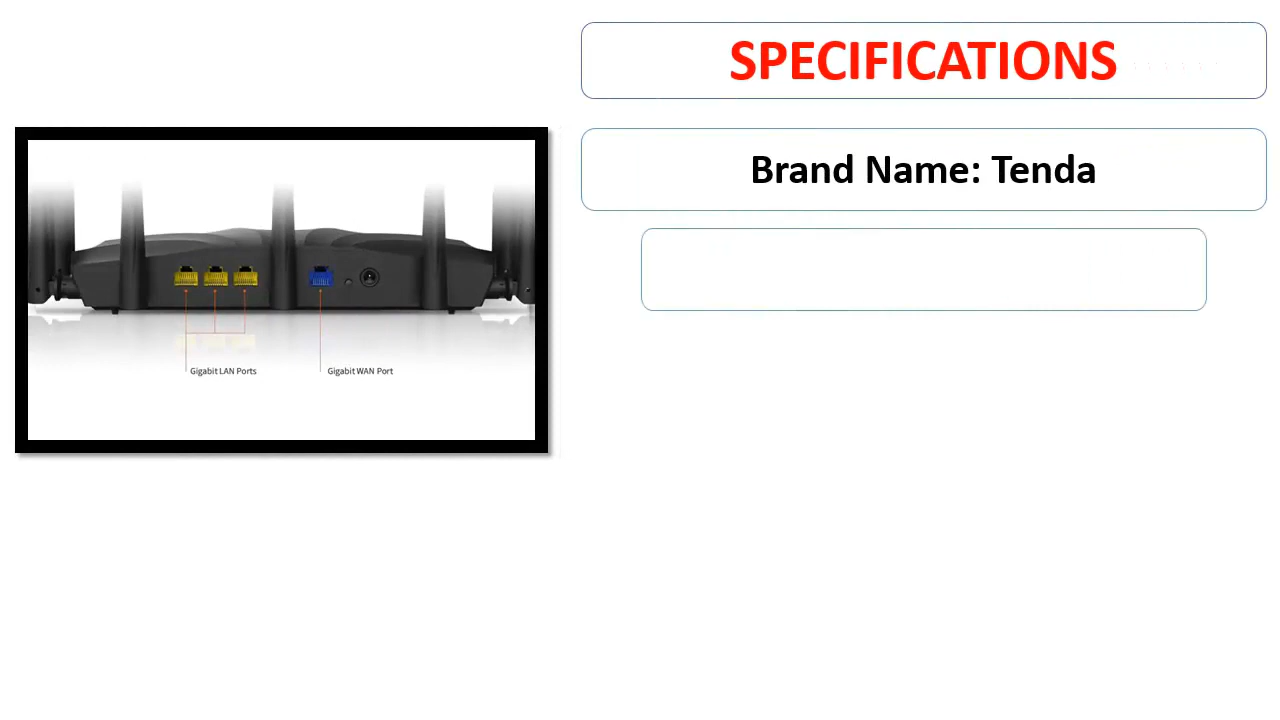 SPECIFICATIONS
Brand Name: Tenda
Gigabit LAN Ports
Gigabit WAN Port